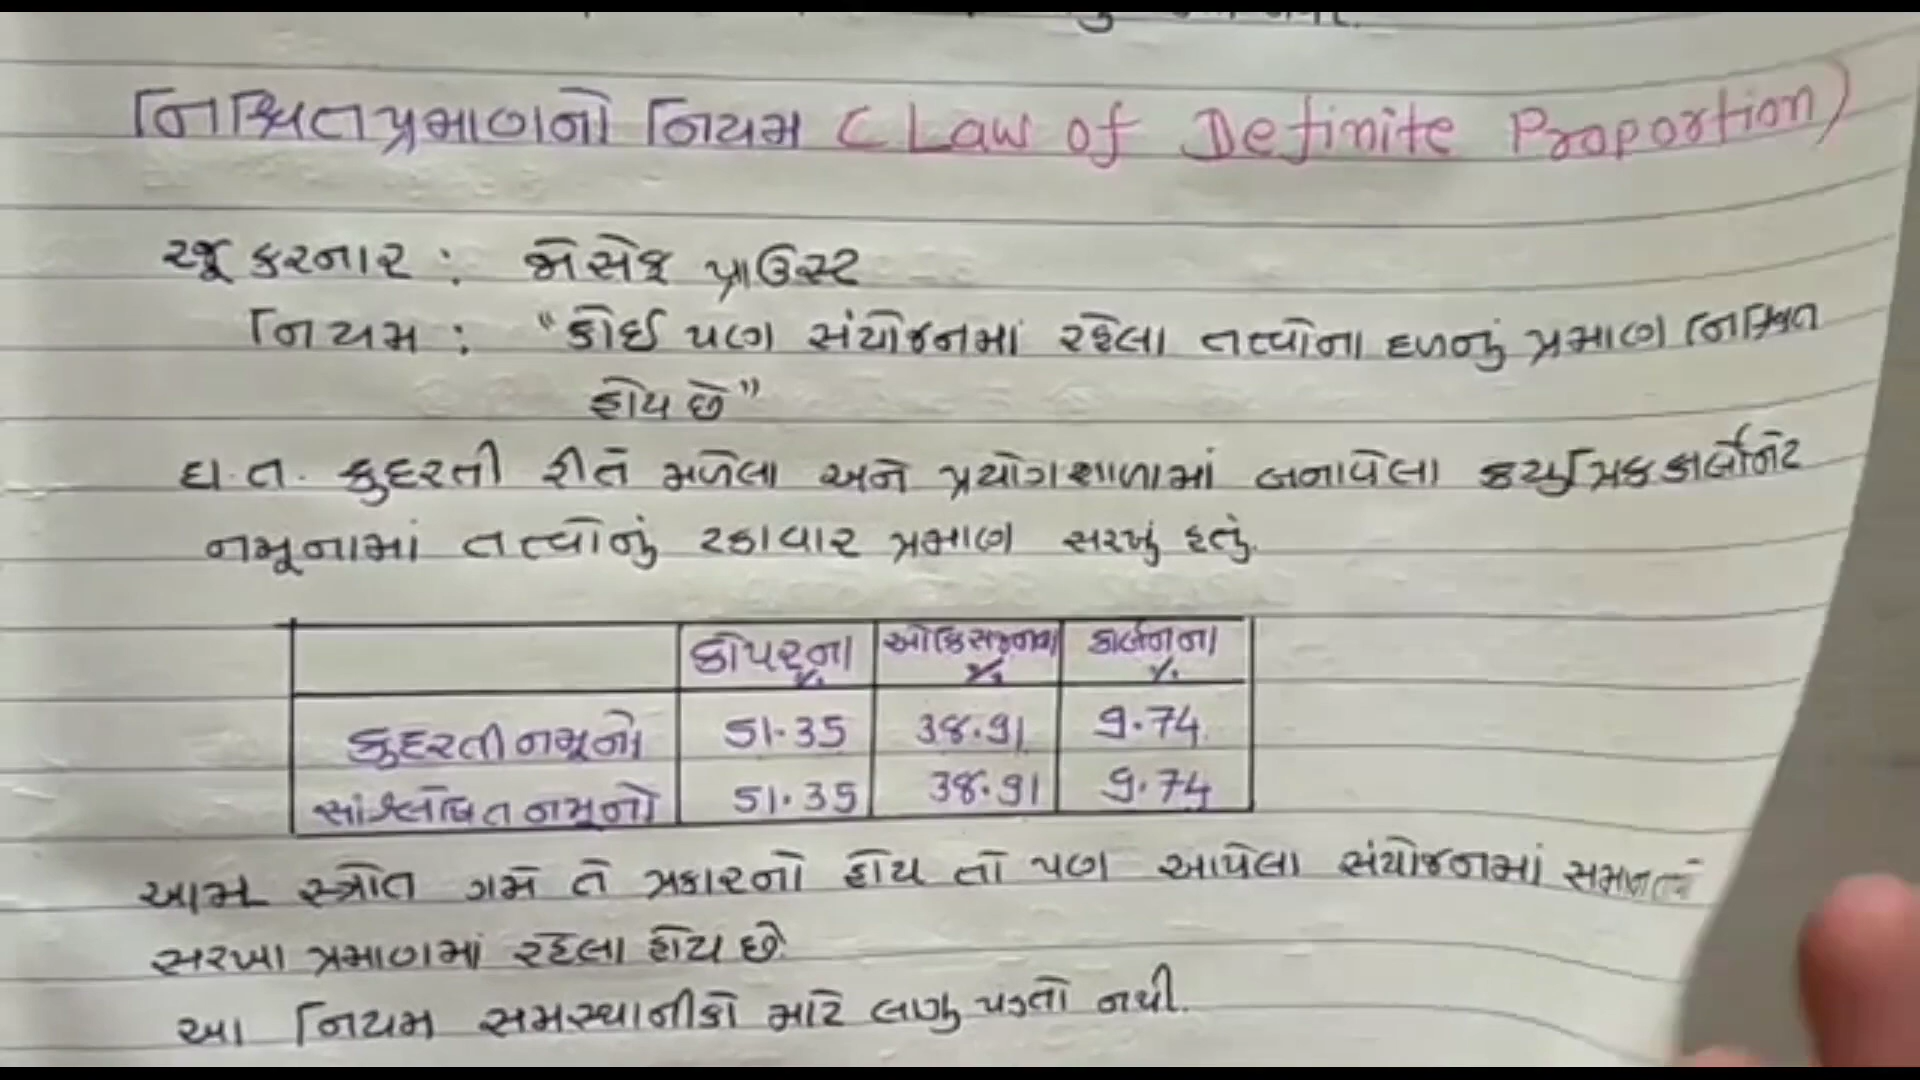 નિશ્ચિતપ્રમાણનો નિયમ (Law of Definite Proportion)
રજૂ કરનાર : જોસેફ પ્રાઉસ્ટ
નિયમ : "કોઈ પણ સંયોજનમાં રહેલા તત્વોના દળનું પ્રમાણ નિશ્ચિત
હોય છે"
દા.ત. કુદરતી રીતે મળેલા અને પ્રયોગશાળામાં બનાવેલા ક્યુપ્રિક કાર્બોનેટ
નમૂનામાં તત્વોનું ટકાવાર પ્રમાણ સરખું હતું.
કોપરના % ઓક્સિજનના % કાર્બનના %
કુદરતી નમૂનો 51.35 38.91 9.74
સાંશ્લેષિત નમૂનો 51.35 38.91 9.74
આમ સ્ત્રોત ગમે તે પ્રકારનો હોય તો પણ આપેલા સંયોજનમાં
સરખા પ્રમાણમાં રહેલા હોય છે.
આ નિયમ સમસ્થાનીકો માટે લાગુ પડતો નથી.